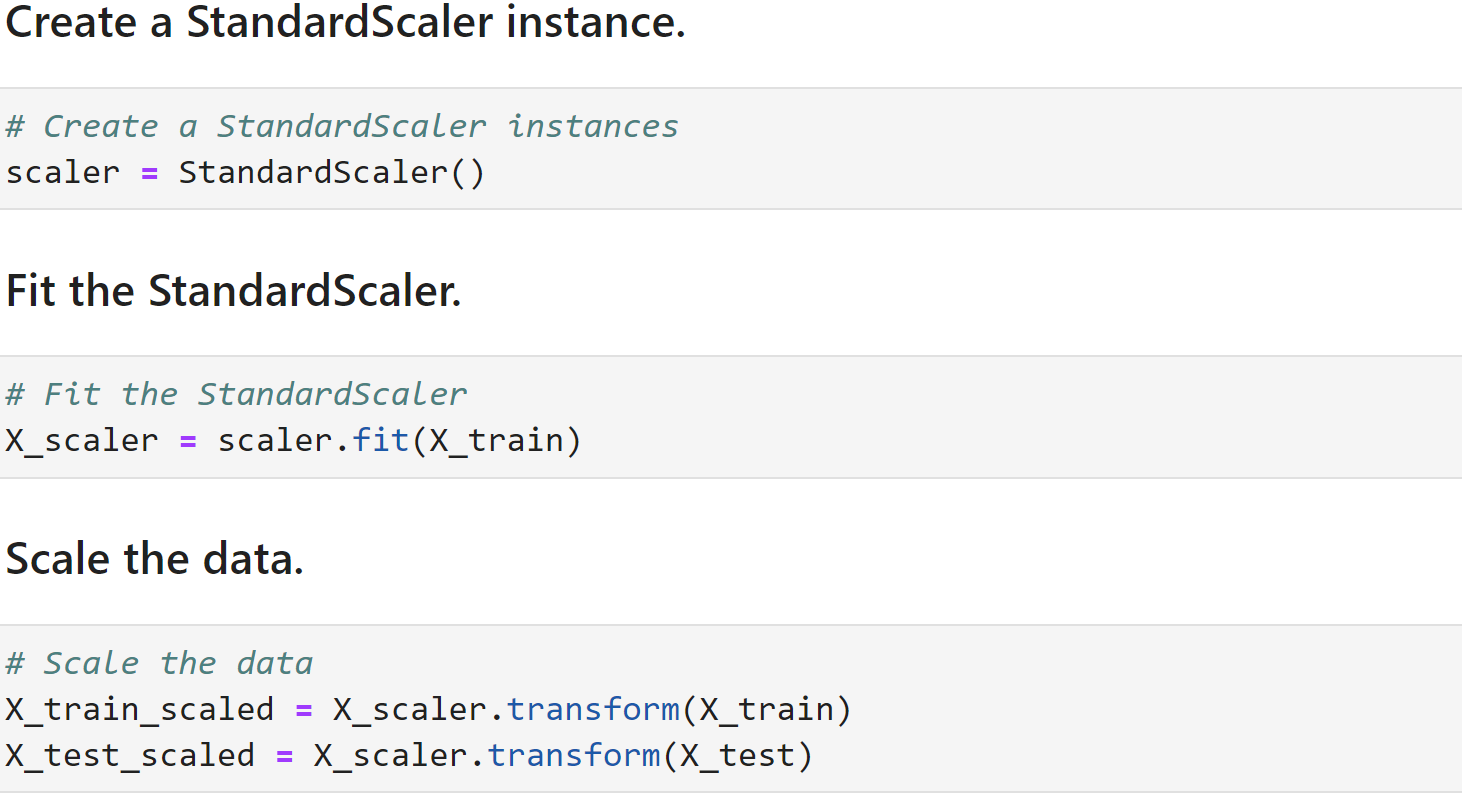 Create a StandardScaler instance.
# Create a StandardScaler instances
scaler = StandardScaler()
Fit the StandardScaler.
# Fit the StandardScaler
X_scaler = scaler.fit(X_train)
Scale the data.
# Scale the data
X_train_scaled = X_scaler.transform(X_train)
X_test_scaled = X_scaler.transform(X_test)